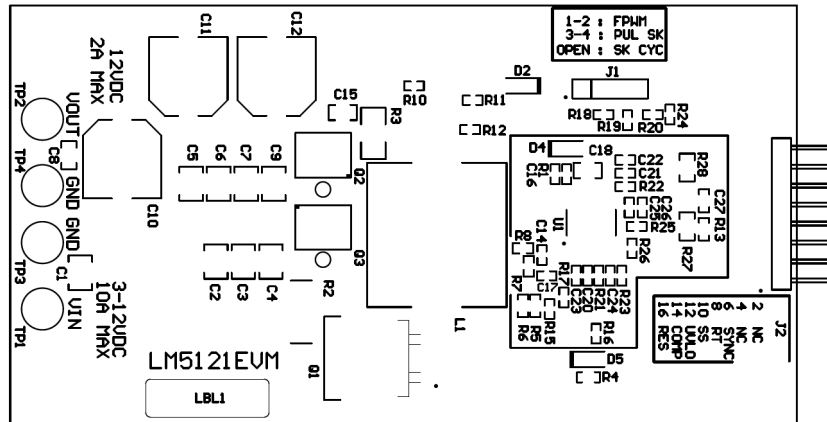 1-2 : FPWM
3-4 : PUL SK
OPEN : SK CYC
C11
C12
12VDC
2A MAX
TP2
VOUT
C8
TP4
GND
GND
TP3
C1
VIN
TP1
3-12VDC
10A MAX
C10
C5
C6
C7
C9
C2
C3
C4
C15
R3
R10
D2
R11
R12
J1
R18
R19
R20
R24
Q2
Q3
R2
Q1
L1
D4
C18
C16
R1
C22
C21
R22
R28
C27
R13
C25
C26
R25
U1
R26
R27
R8
C14
R7
C17
R17
C23
C20
R21
C24
R23
R6
R5
R15
R16
D5
R4
LM5121EVM
LBL1
J2
2 NC
4 NC
6 SYNC
8 RT
10 SS
12 UVLO
14 COMP
16 RES